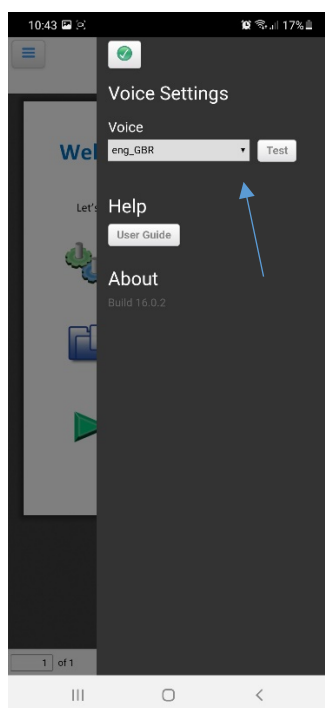 10:43 17%
Voice Settings
Voice
eng_GBR Test
Wel
Let's
Help
User Guide
About
Build 16.0.2
1 of 1